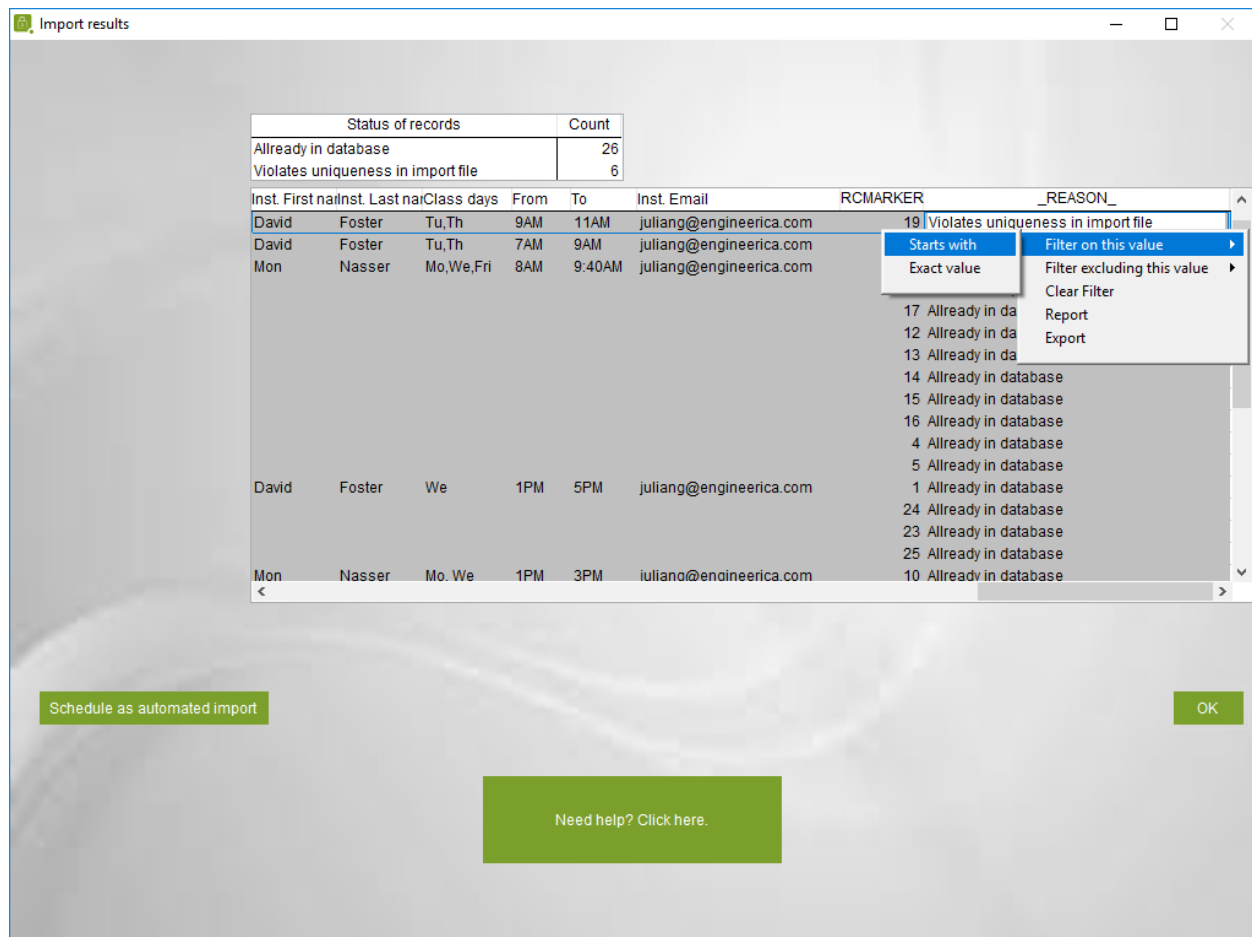 Import results
Status of records Count
Allready in database 26
Violates uniqueness in import file 6
Inst. First nar Inst. Last nar Class days From To Inst. Email RCMARKER _REASON_
David Foster Tu,Th 9AM 11AM juliang@engineerica.com 19 Violates uniqueness in import file
David Foster Tu,Th 7AM 9AM juliang@engineerica.com Starts with Filter on this value
Mon Nasser Mo,We,Fri 8AM 9:40AM juliang@engineerica.com Exact value Filter excluding this value
Clear Filter
17 Allready in da Report
12 Allready in da Export
13 Allready in da
14 Allready in database
15 Allready in database
16 Allready in database
4 Allready in database
5 Allready in database
David Foster We 1PM 5PM juliang@engineerica.com 1 Allready in database
24 Allready in database
23 Allready in database
25 Allready in database
Mon Nasser Mo, We 1PM 3PM juliang@engineerica.com 10 Allready in database
Schedule as automated import OK
Need help? Click here.